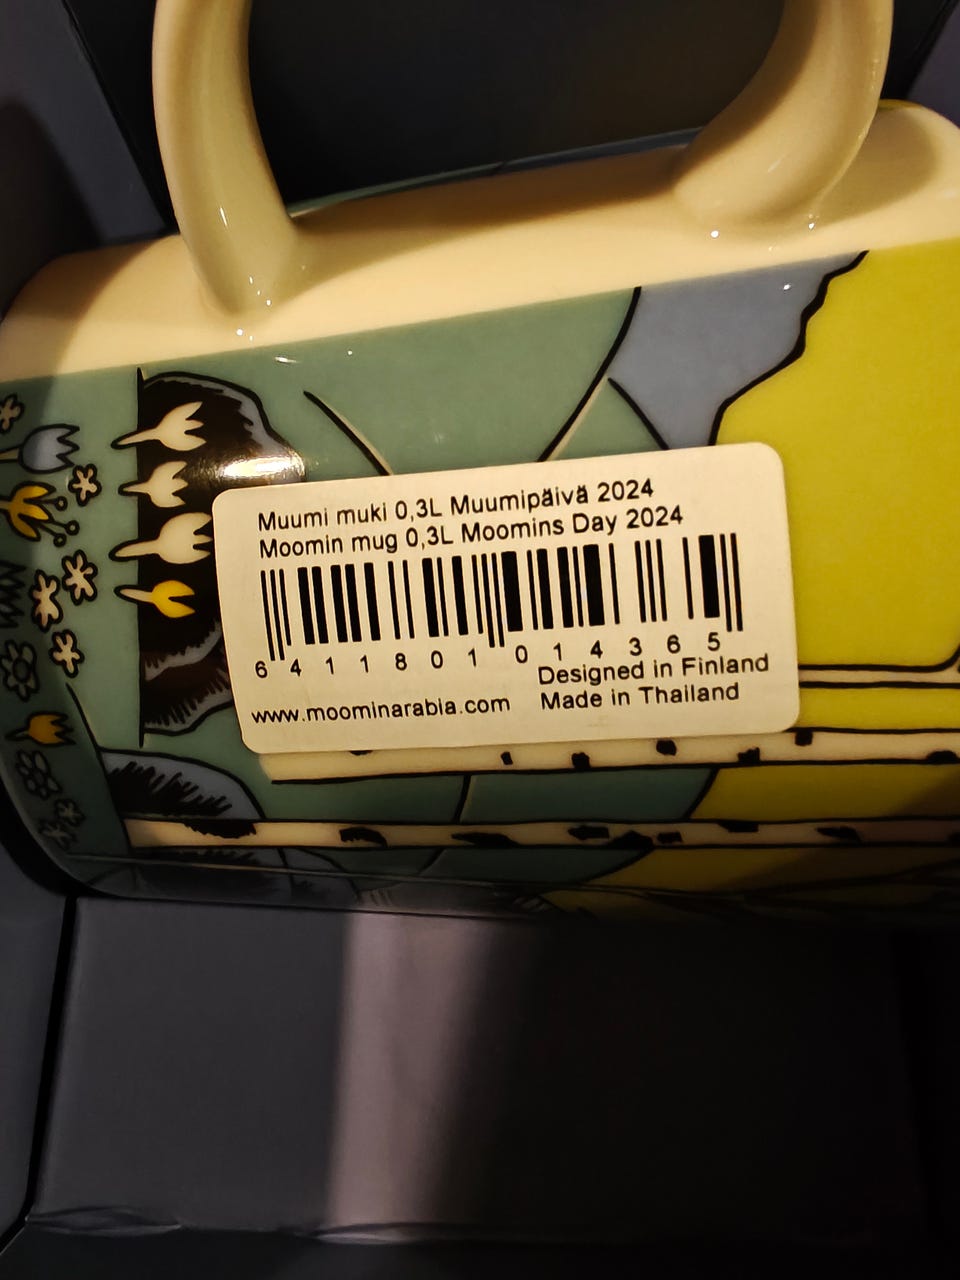 Muumi muki 0,3L Muumipäivä 2024
Moomin mug 0,3L Moomins Day 2024
6 411801 014365
Designed in Finland
www.moominarabia.com Made in Thailand